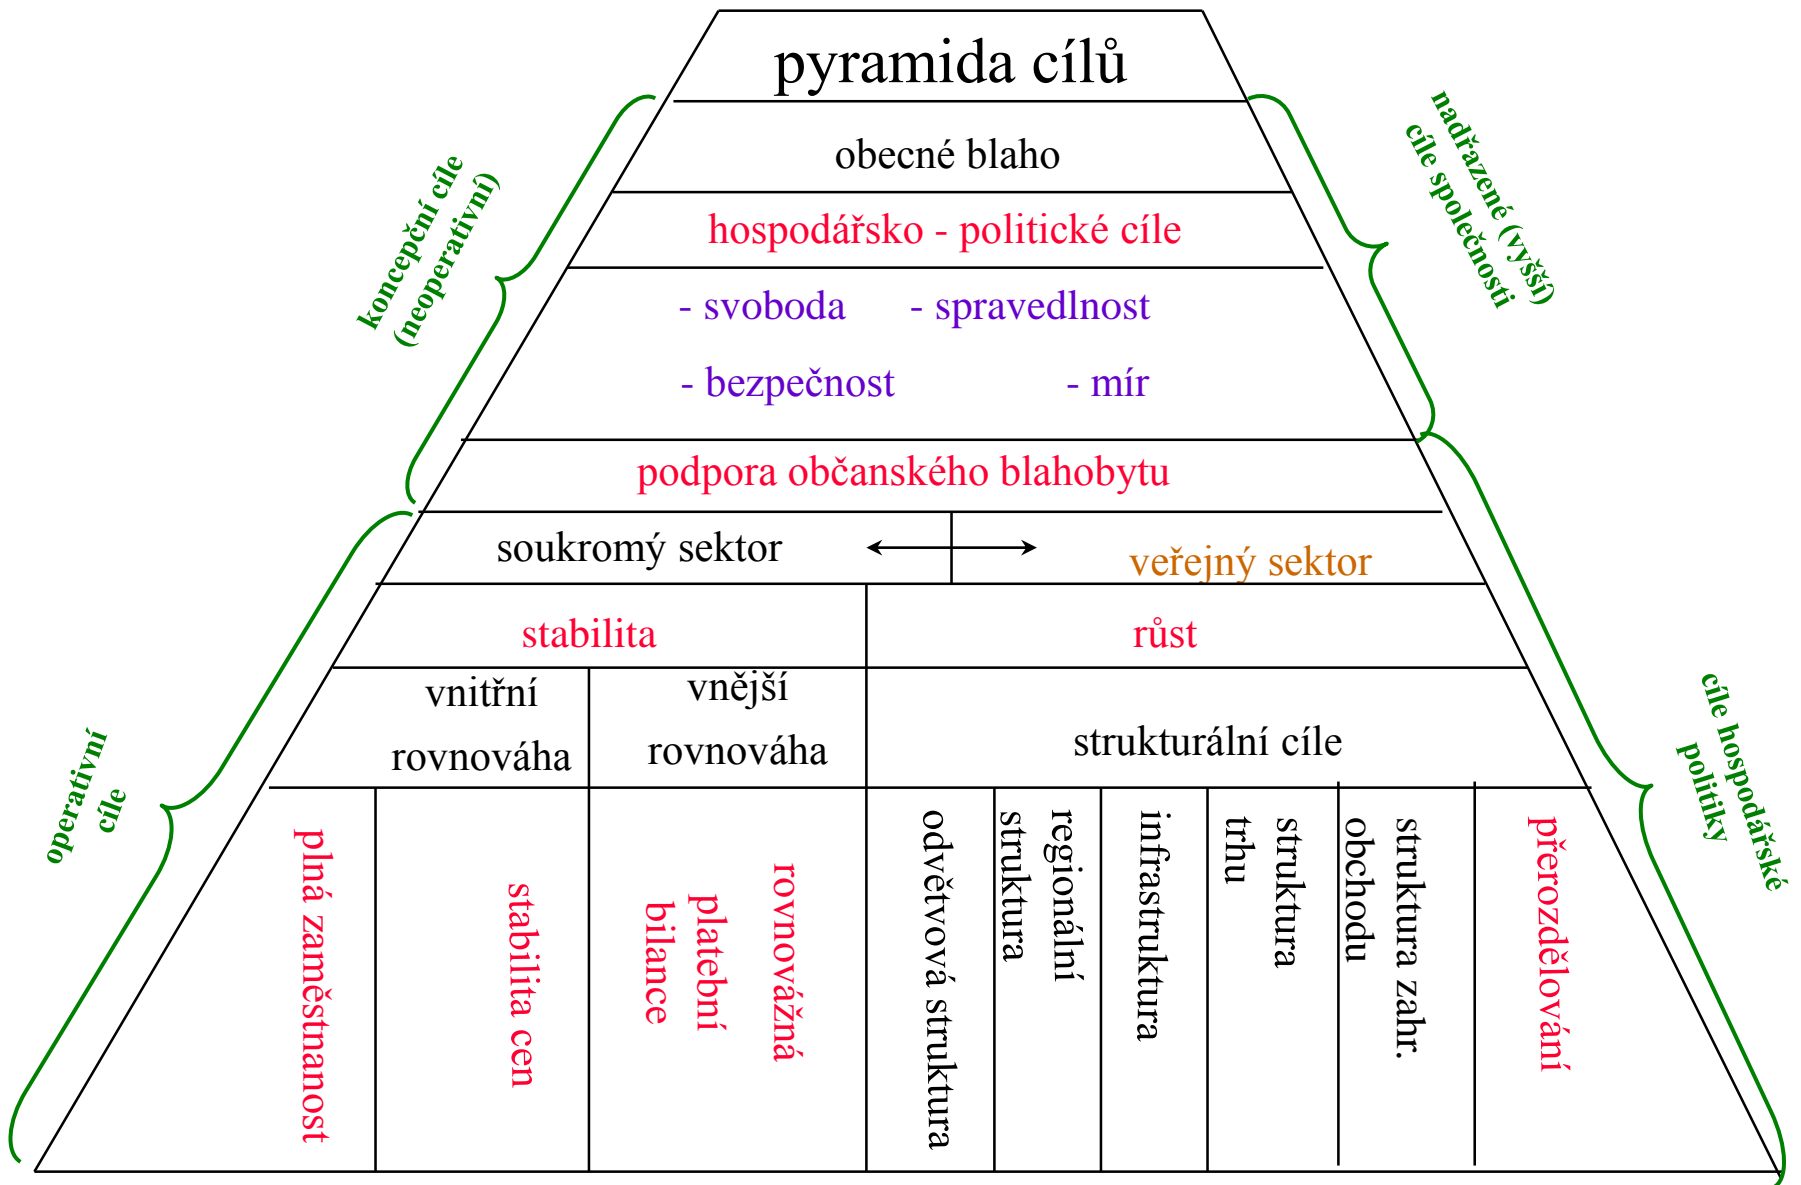 pyramida cílů
obecné blaho
hospodářsko - politické cíle
- svoboda - spravedlnost
- bezpečnost - mír
podpora občanského blahobytu
soukromý sektor
veřejný sektor
stabilita
růst
vnitřní
rovnováha
vnější
rovnováha
strukturální cíle
plná zaměstnanost
stabilita cen
rovnovážná
platební
bilance
odvětvová struktura
regionální
struktura
infrastruktura
struktura
trhu
struktura zahr.
obchodu
přerozdělování
koncepční cíle
(neoperativní)
operativní
cíle
nadřazené (vyšší)
cíle společnosti
cíle hospodářské
politiky